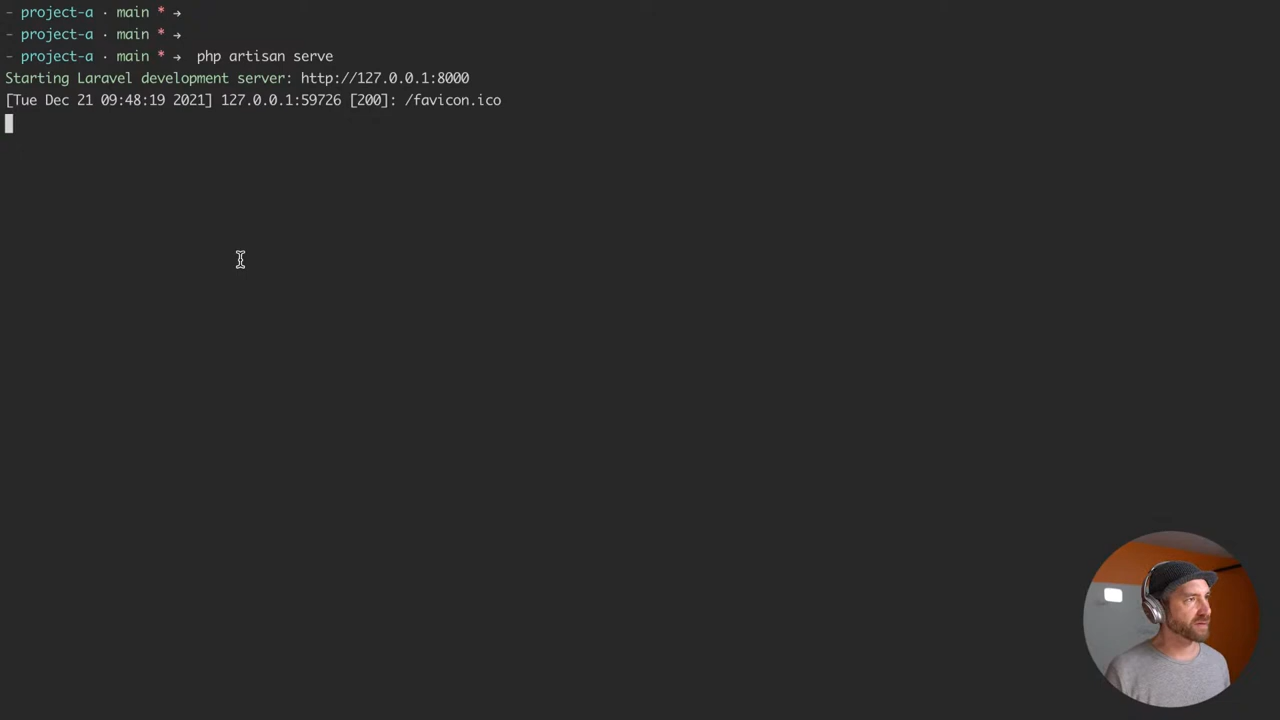 - project-a · main * →
- project-a · main * →
- project-a · main * → php artisan serve
Starting Laravel development server: http://127.0.0.1:8000
[Tue Dec 21 09:48:19 2021] 127.0.0.1:59726 [200]: /favicon.ico